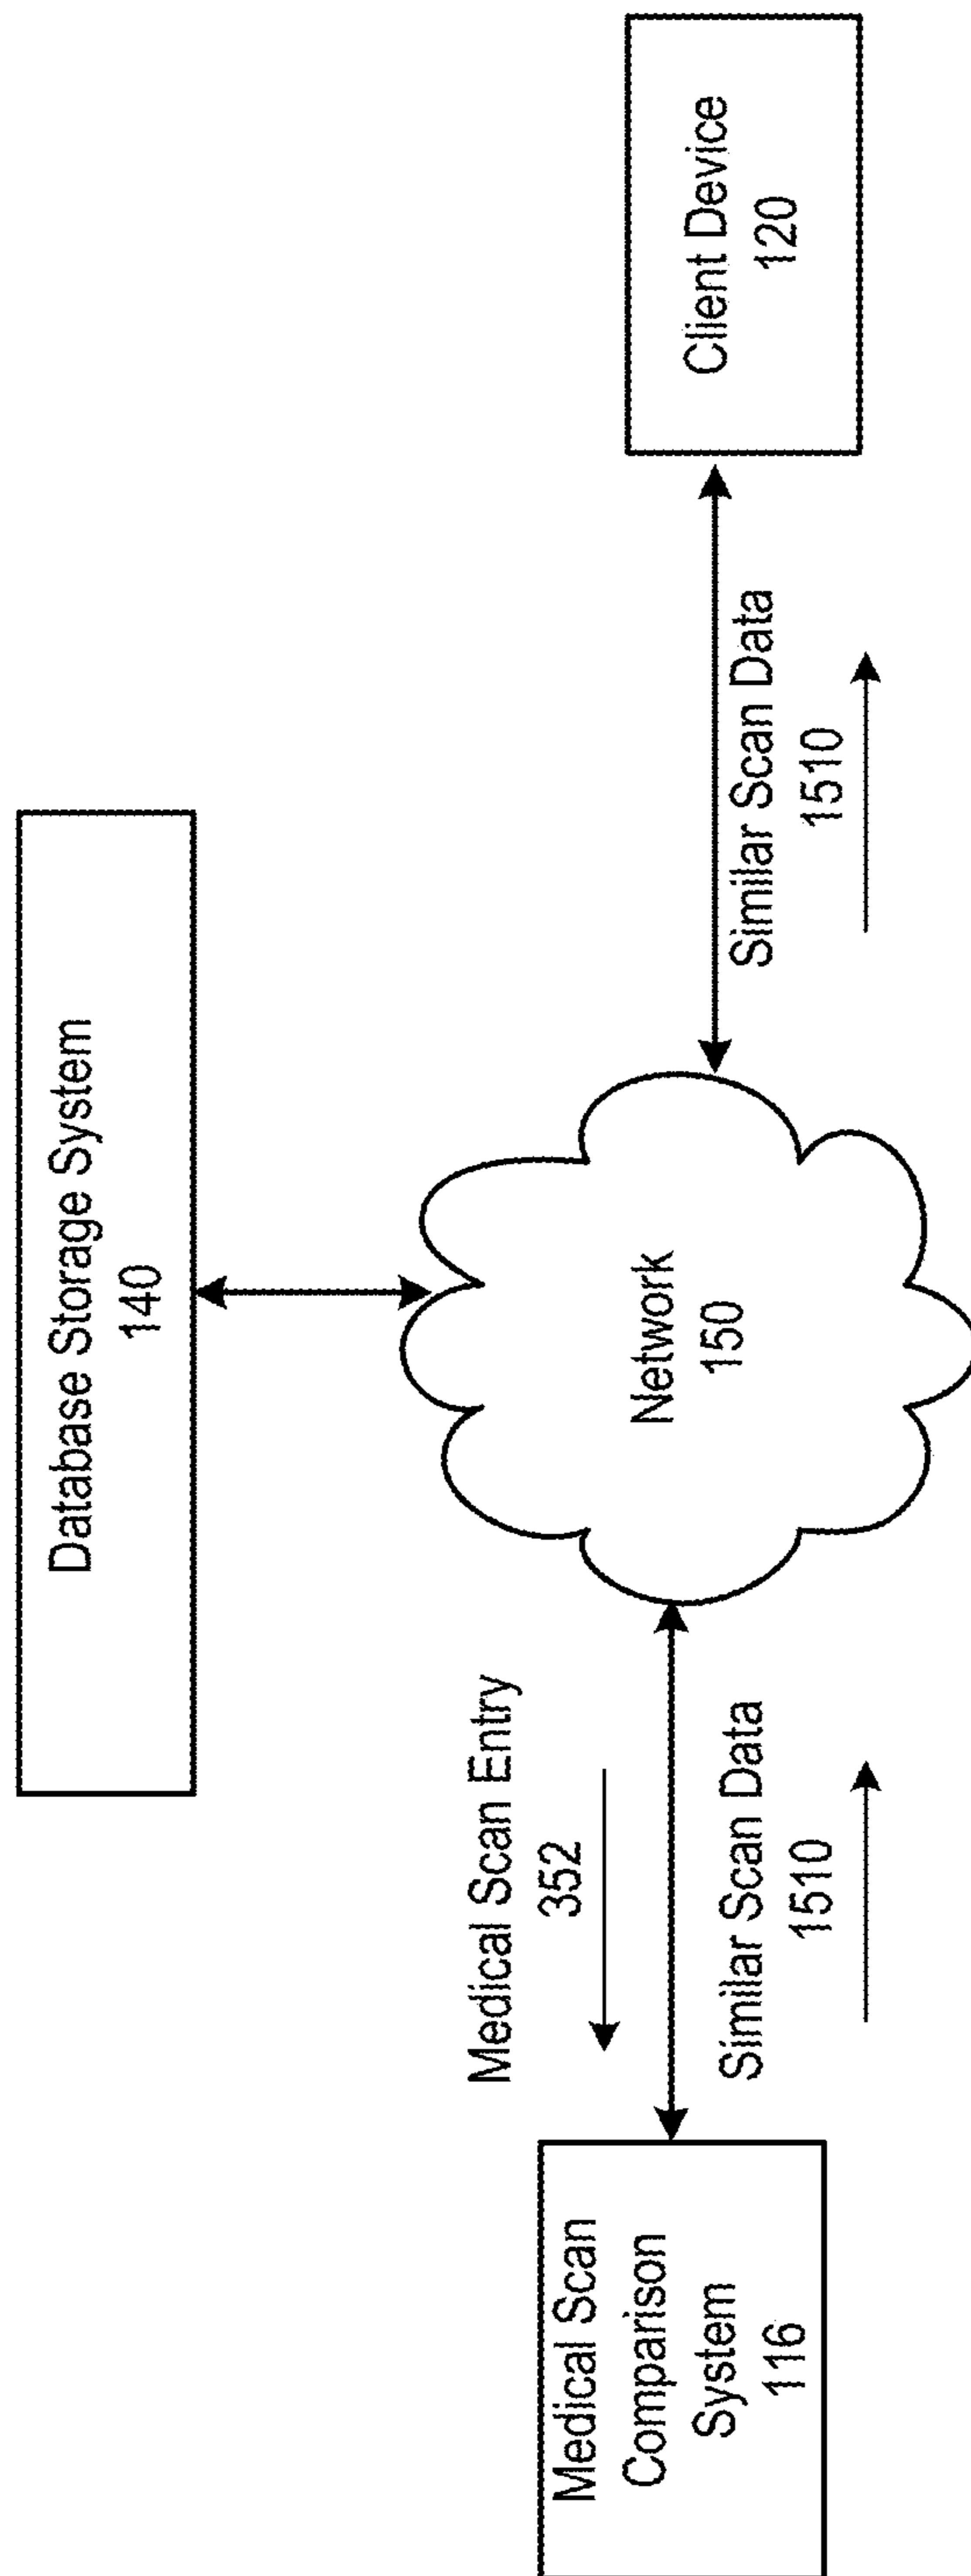 Database Storage System
140
Medical Scan
Comparison
System
116
Medical Scan Entry
352
Similar Scan Data
1510
Network
150
Similar Scan Data
1510
Client Device
120